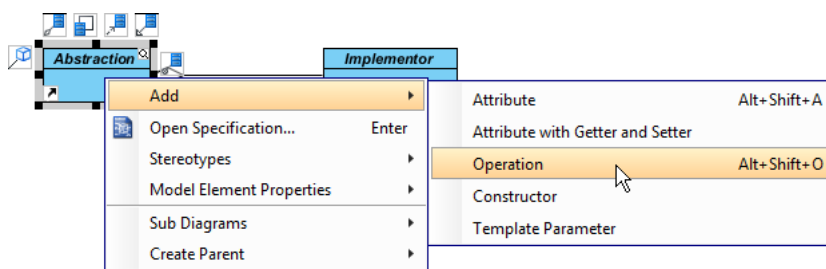 Abstraction
Implementor
Add
Open Specification... Enter
Stereotypes
Model Element Properties
Sub Diagrams
Create Parent
Attribute Alt+Shift+A
Attribute with Getter and Setter
Operation Alt+Shift+O
Constructor
Template Parameter